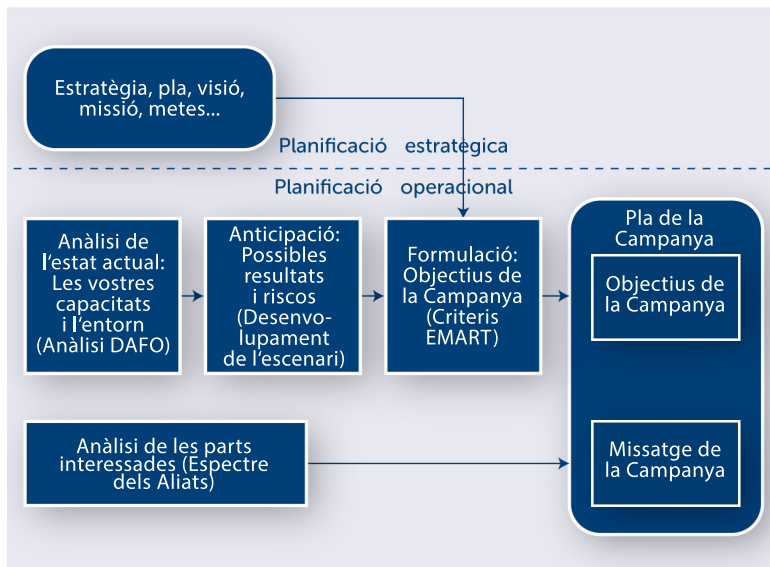 Estratègia, pla, visió,
missió, metes...
Planificació estratègica
Planificació operacional
Anàlisi de
l'estat actual:
Les vostres
capacitats
i l'entorn
(Anàlisi DAFO)
Anticipació:
Possibles
resultats
i riscos
(Desenvo-
lupament
de l'escenari)
Formulació:
Objectius de
la Campanya
(Criteris
EMART)
Pla de la
Campanya
Objectius de
la Campanya
Anàlisi de les parts
interessades (Espectre
dels Aliats)
Missatge de
la Campanya